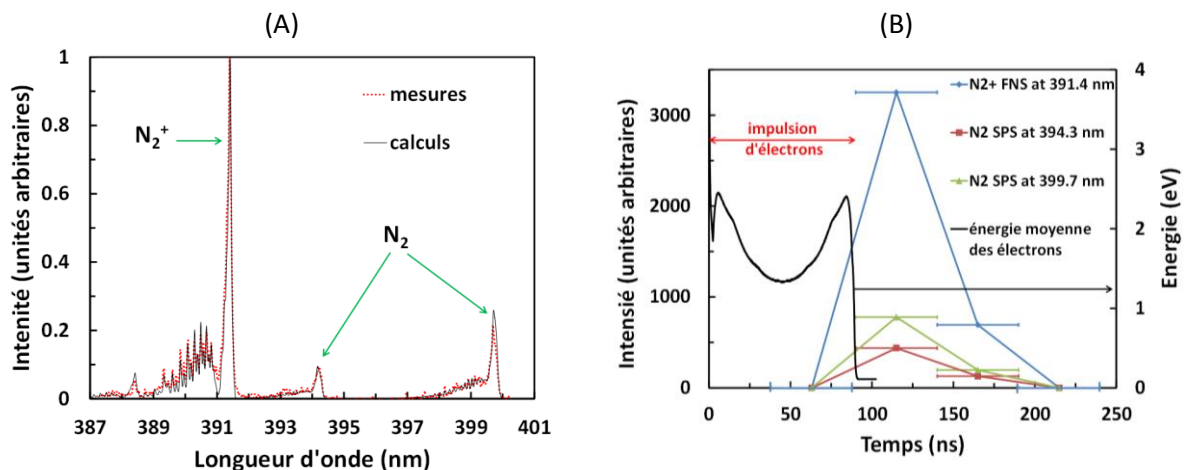 (A)
(B)
Intenité (unités arbitraires)
1
0.8
0.6
0.4
0.2
0
387
389
391
393
395
397
399
401
Longueur d'onde (nm)
mesures
calculs
N2+
N2
Intensié (unités arbitraires)
3000
2000
1000
0
0
50
100
150
200
250
Temps (ns)
4
3
2
1
0
Energie (eV)
impulsion
d'électrons
N2+ FNS at 391.4 nm
N2 SPS at 394.3 nm
N2 SPS at 399.7 nm
énergie moyenne
des électrons